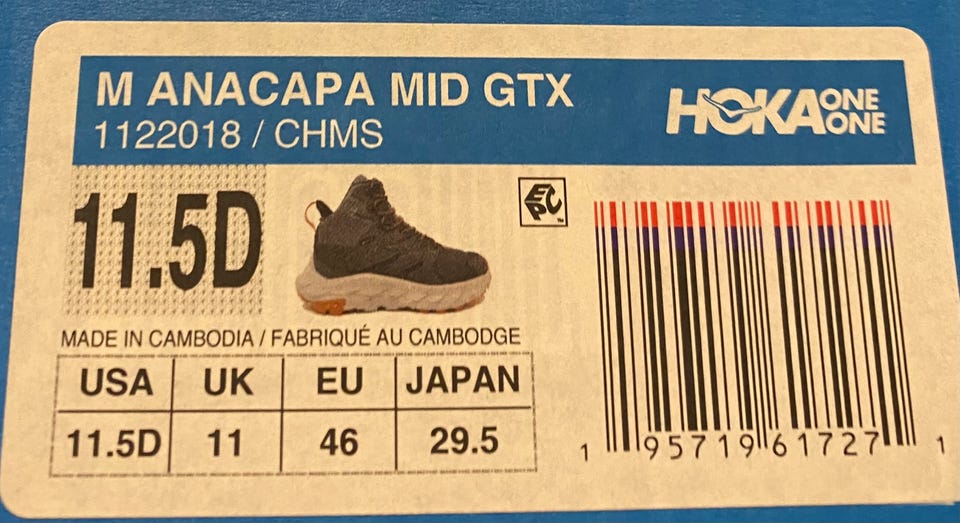 M ANACAPA MID GTX
1122018 / CHMS
HOKA ONE ONE
11.5D
EPC™
MADE IN CAMBODIA / FABRIQUÉ AU CAMBODGE
USA UK EU JAPAN
11.5D 11 46 29.5
1 95719 61727 1